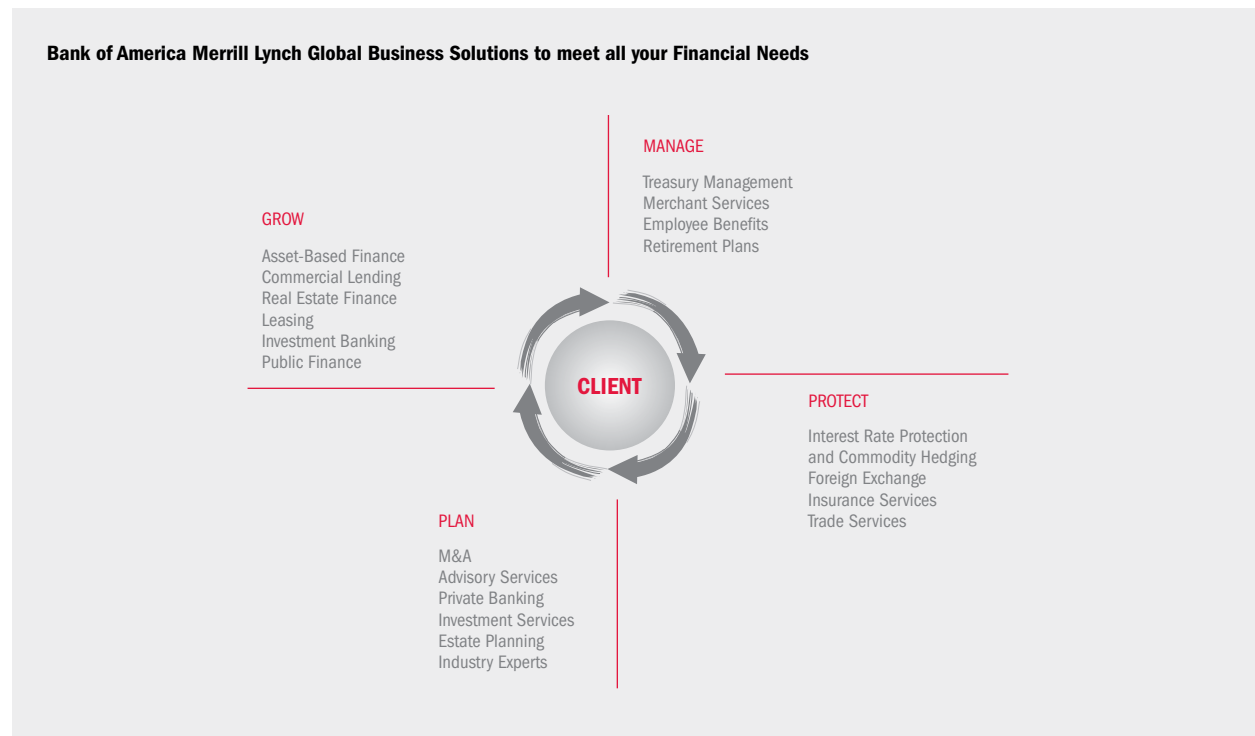 Bank of America Merrill Lynch Global Business Solutions to meet all your Financial Needs
MANAGE
Treasury Management
Merchant Services
Employee Benefits
Retirement Plans
GROW
Asset-Based Finance
Commercial Lending
Real Estate Finance
Leasing
Investment Banking
Public Finance
CLIENT
PROTECT
Interest Rate Protection
and Commodity Hedging
Foreign Exchange
Insurance Services
Trade Services
PLAN
M&A
Advisory Services
Private Banking
Investment Services
Estate Planning
Industry Experts